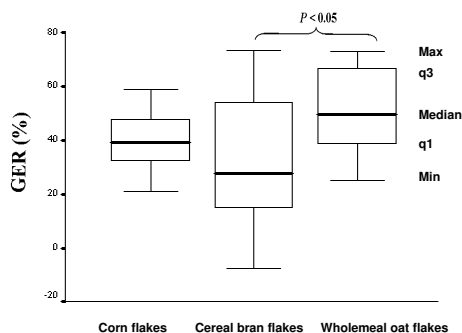 P < 0.05
80
60
40
20
0
-20
GER (%)
Max
q3
Median
q1
Min
Corn flakes Cereal bran flakes Wholemeal oat flakes